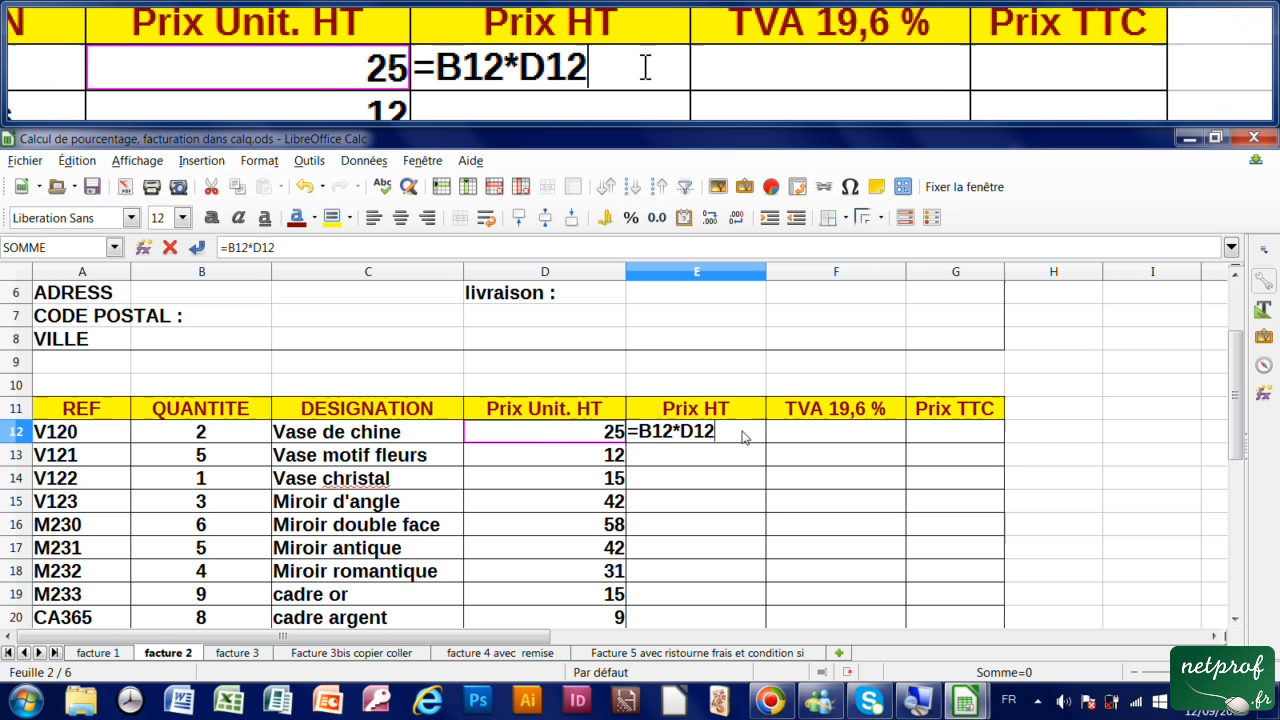 N Prix Unit. HT Prix HT TVA 19,6 % Prix TTC
25 =B12*D12
12
Calcul de pourcentage, facturation dans calq.ods - LibreOffice Calc
Fichier Édition Affichage Insertion Format Outils Données Fenêtre Aide
Fixer la fenêtre
Liberation Sans 12
SOMME =B12*D12
A B C D E F G H I
6 ADRESS livraison :
7 CODE POSTAL :
8 VILLE
9
10
11 REF QUANTITE DESIGNATION Prix Unit. HT Prix HT TVA 19,6 % Prix TTC
12 V120 2 Vase de chine 25 =B12*D12
13 V121 5 Vase motif fleurs 12
14 V122 1 Vase christal 15
15 V123 3 Miroir d'angle 42
16 M230 6 Miroir double face 58
17 M231 5 Miroir antique 42
18 M232 4 Miroir romantique 31
19 M233 9 cadre or 15
20 CA365 8 cadre argent 9
facture 1 facture 2 facture 3 Facture 3bis copier coller facture 4 avec remise Facture 5 avec ristourne frais et condition si
Feuille 2 / 6 Par défaut Somme=0
FR
netprof
.fr